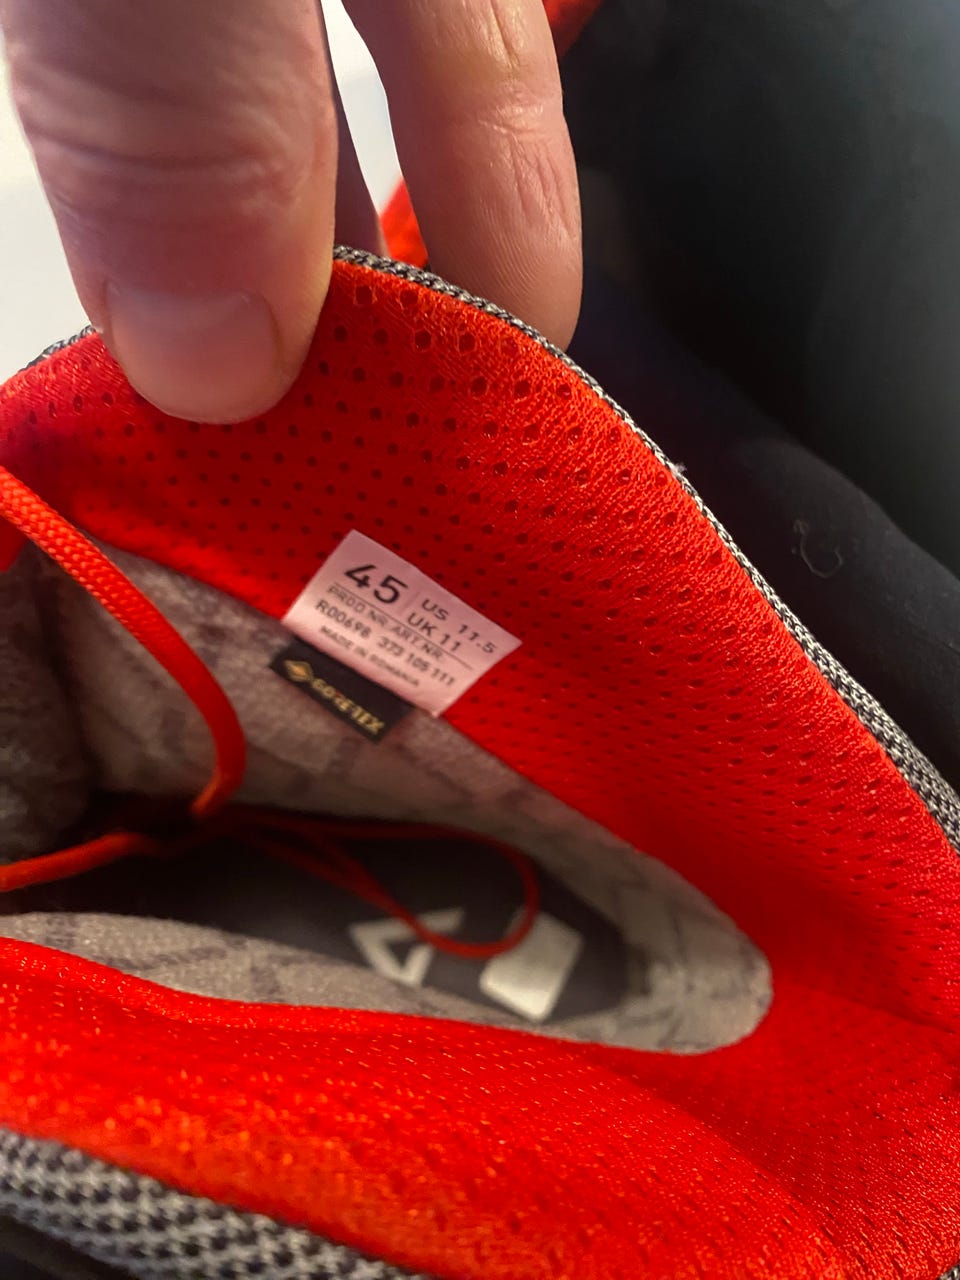 45 US 11.5
UK 11
PROD.NR. ART.NR.
R00698 373 105 111
MADE IN ROMANIA
GORE-TEX